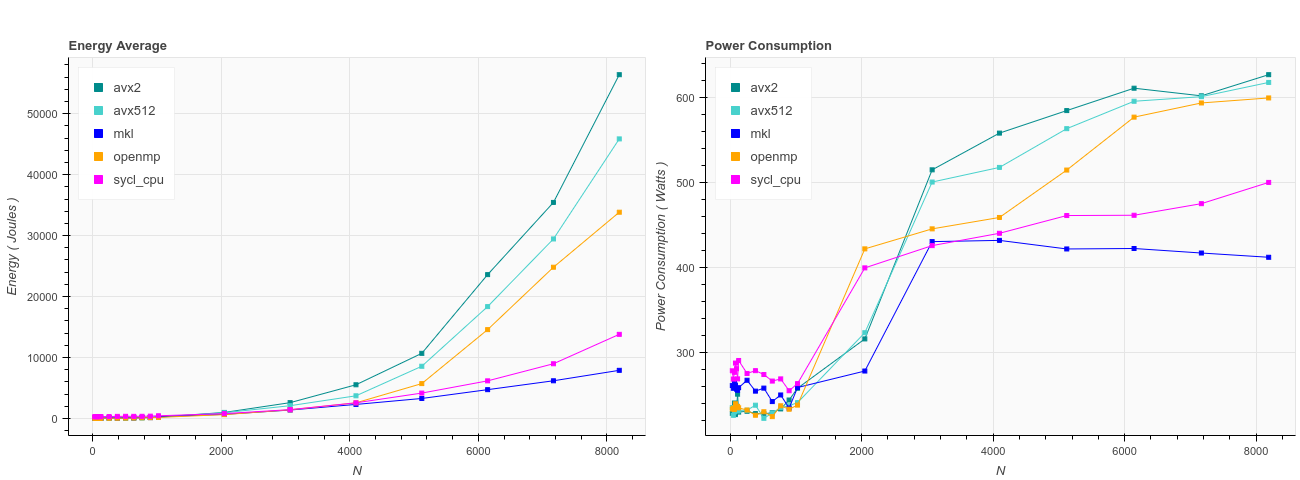 Energy Average
avx2
avx512
mkl
openmp
sycl_cpu
50000
40000
30000
20000
10000
0
Energy ( Joules )
0 2000 4000 6000 8000
N
Power Consumption
avx2
avx512
mkl
openmp
sycl_cpu
600
500
400
300
Power Consumption ( Watts )
0 2000 4000 6000 8000
N